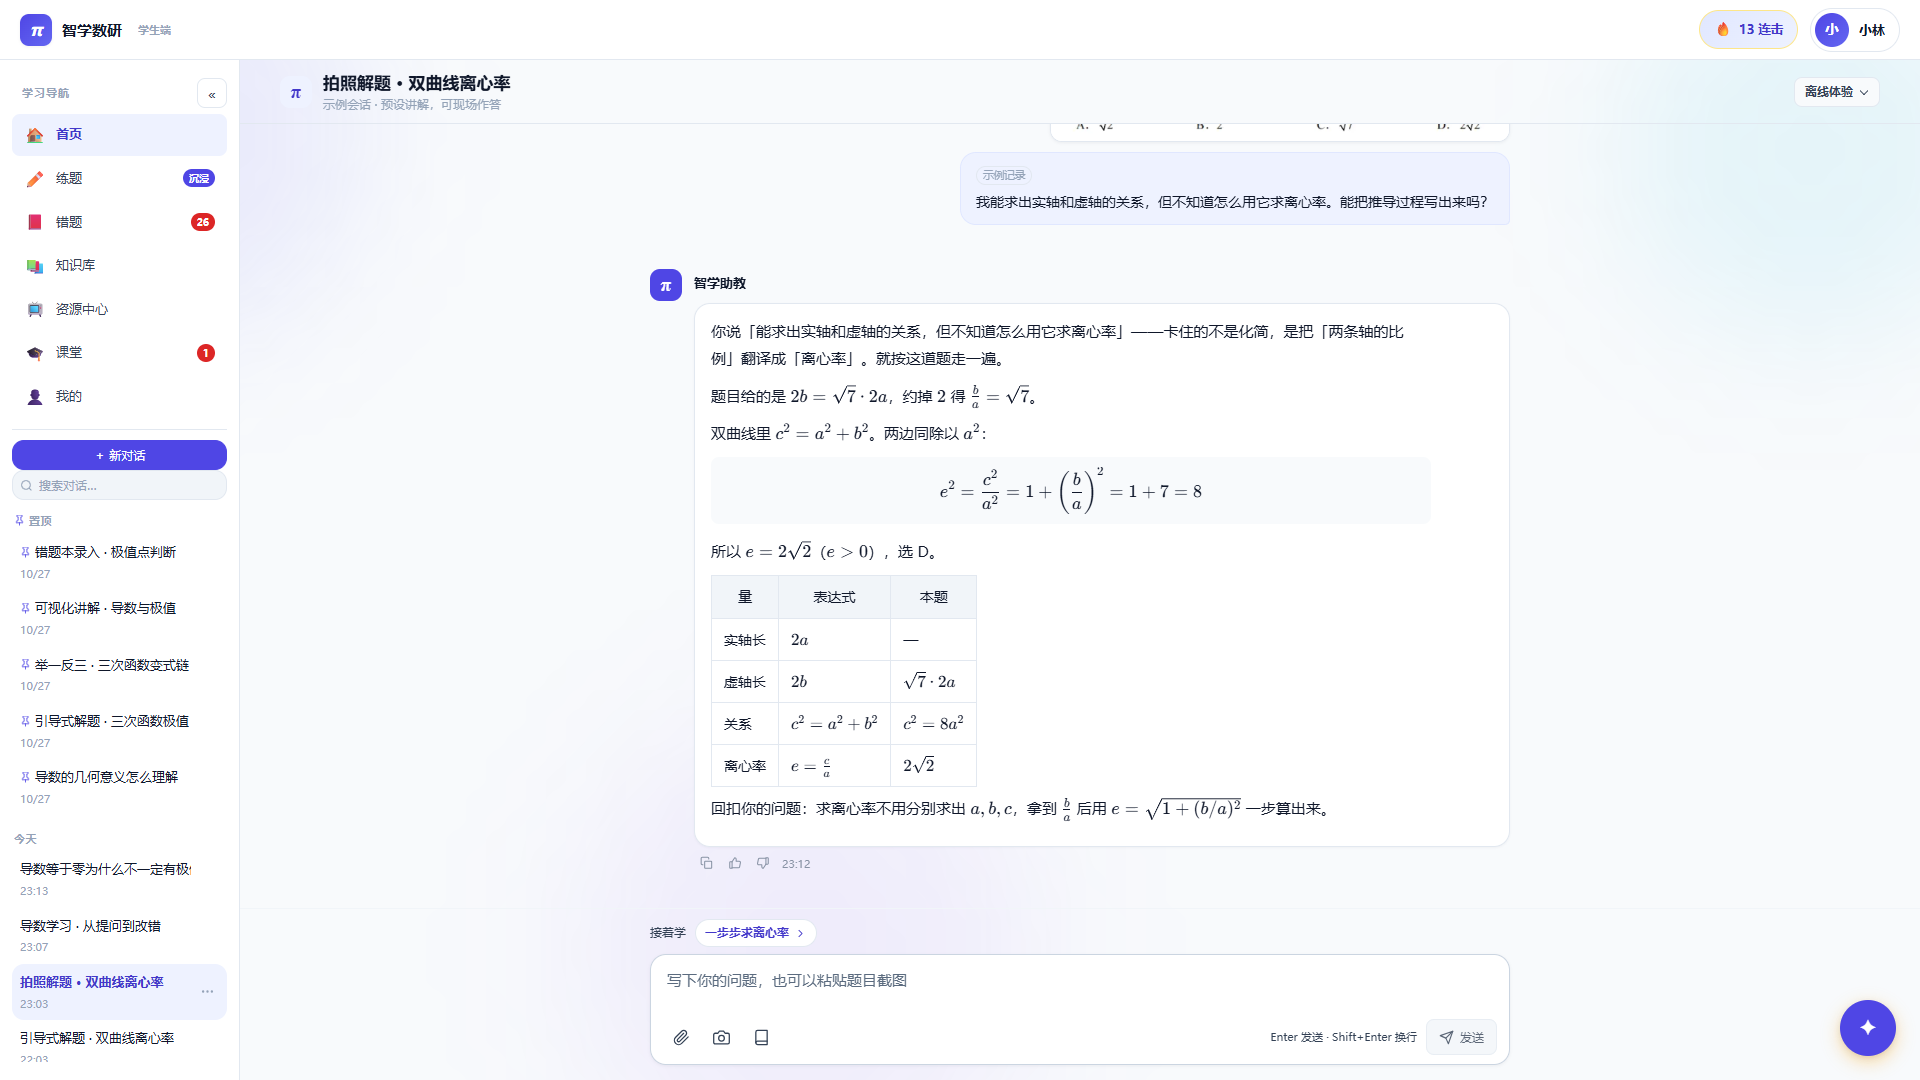 π 智学数研 学生端
13 连击
小 小林
学习导航 «
首页
练题 沉浸
错题 26
知识库
资源中心
课堂 1
我的
+ 新对话
搜索对话...
置顶
错题本录入 · 极值点判断
10/27
可视化讲解 · 导数与极值
10/27
举一反三 · 三次函数变式链
10/27
引导式解题 · 三次函数极值
10/27
导数的几何意义怎么理解
10/27
今天
导数等于零为什么不一定有极
23:13
导数学习 · 从提问到改错
23:07
拍照解题 • 双曲线离心率 ...
23:03
引导式解题 · 双曲线离心率
22:03
π 拍照解题 • 双曲线离心率
示例会话 · 预设讲解，可现场作答
离线体验
A. √2 B. 2 C. √7 D. 2√2
示例记录
我能求出实轴和虚轴的关系，但不知道怎么用它求离心率。能把推导过程写出来吗？
π 智学助教
你说「能求出实轴和虚轴的关系，但不知道怎么用它求离心率」——卡住的不是化简，是把「两条轴的比
例」翻译成「离心率」。就按这道题走一遍。
题目给的是 2b = √7 · 2a，约掉 2 得 b/a = √7。
双曲线里 c² = a² + b²。两边同除以 a²：
e² = c²/a² = 1 + (b/a)² = 1 + 7 = 8
所以 e = 2√2（e > 0），选 D。
量 表达式 本题
实轴长 2a —
虚轴长 2b √7 · 2a
关系 c² = a² + b² c² = 8a²
离心率 e = c/a 2√2
回扣你的问题：求离心率不用分别求出 a, b, c，拿到 b/a 后用 e = √(1 + (b/a)²) 一步算出来。
23:12
接着学 一步步求离心率 ›
写下你的问题，也可以粘贴题目截图
Enter 发送 · Shift+Enter 换行 发送